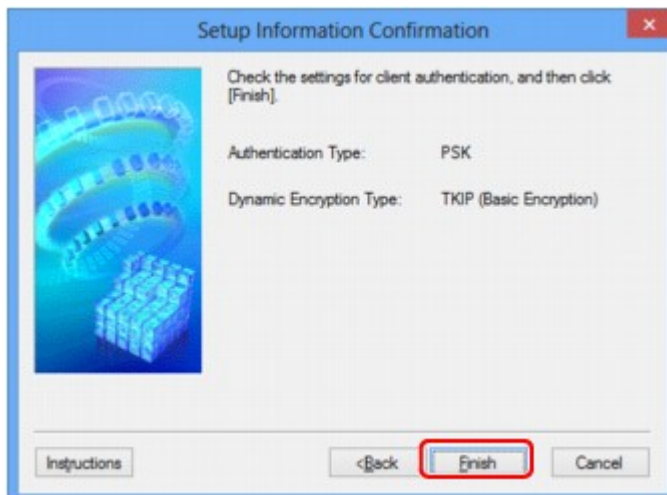 Setup Information Confirmation
Check the settings for client authentication, and then click
[Finish].
Authentication Type: PSK
Dynamic Encryption Type: TKIP (Basic Encryption)
Instructions <Back Finish Cancel